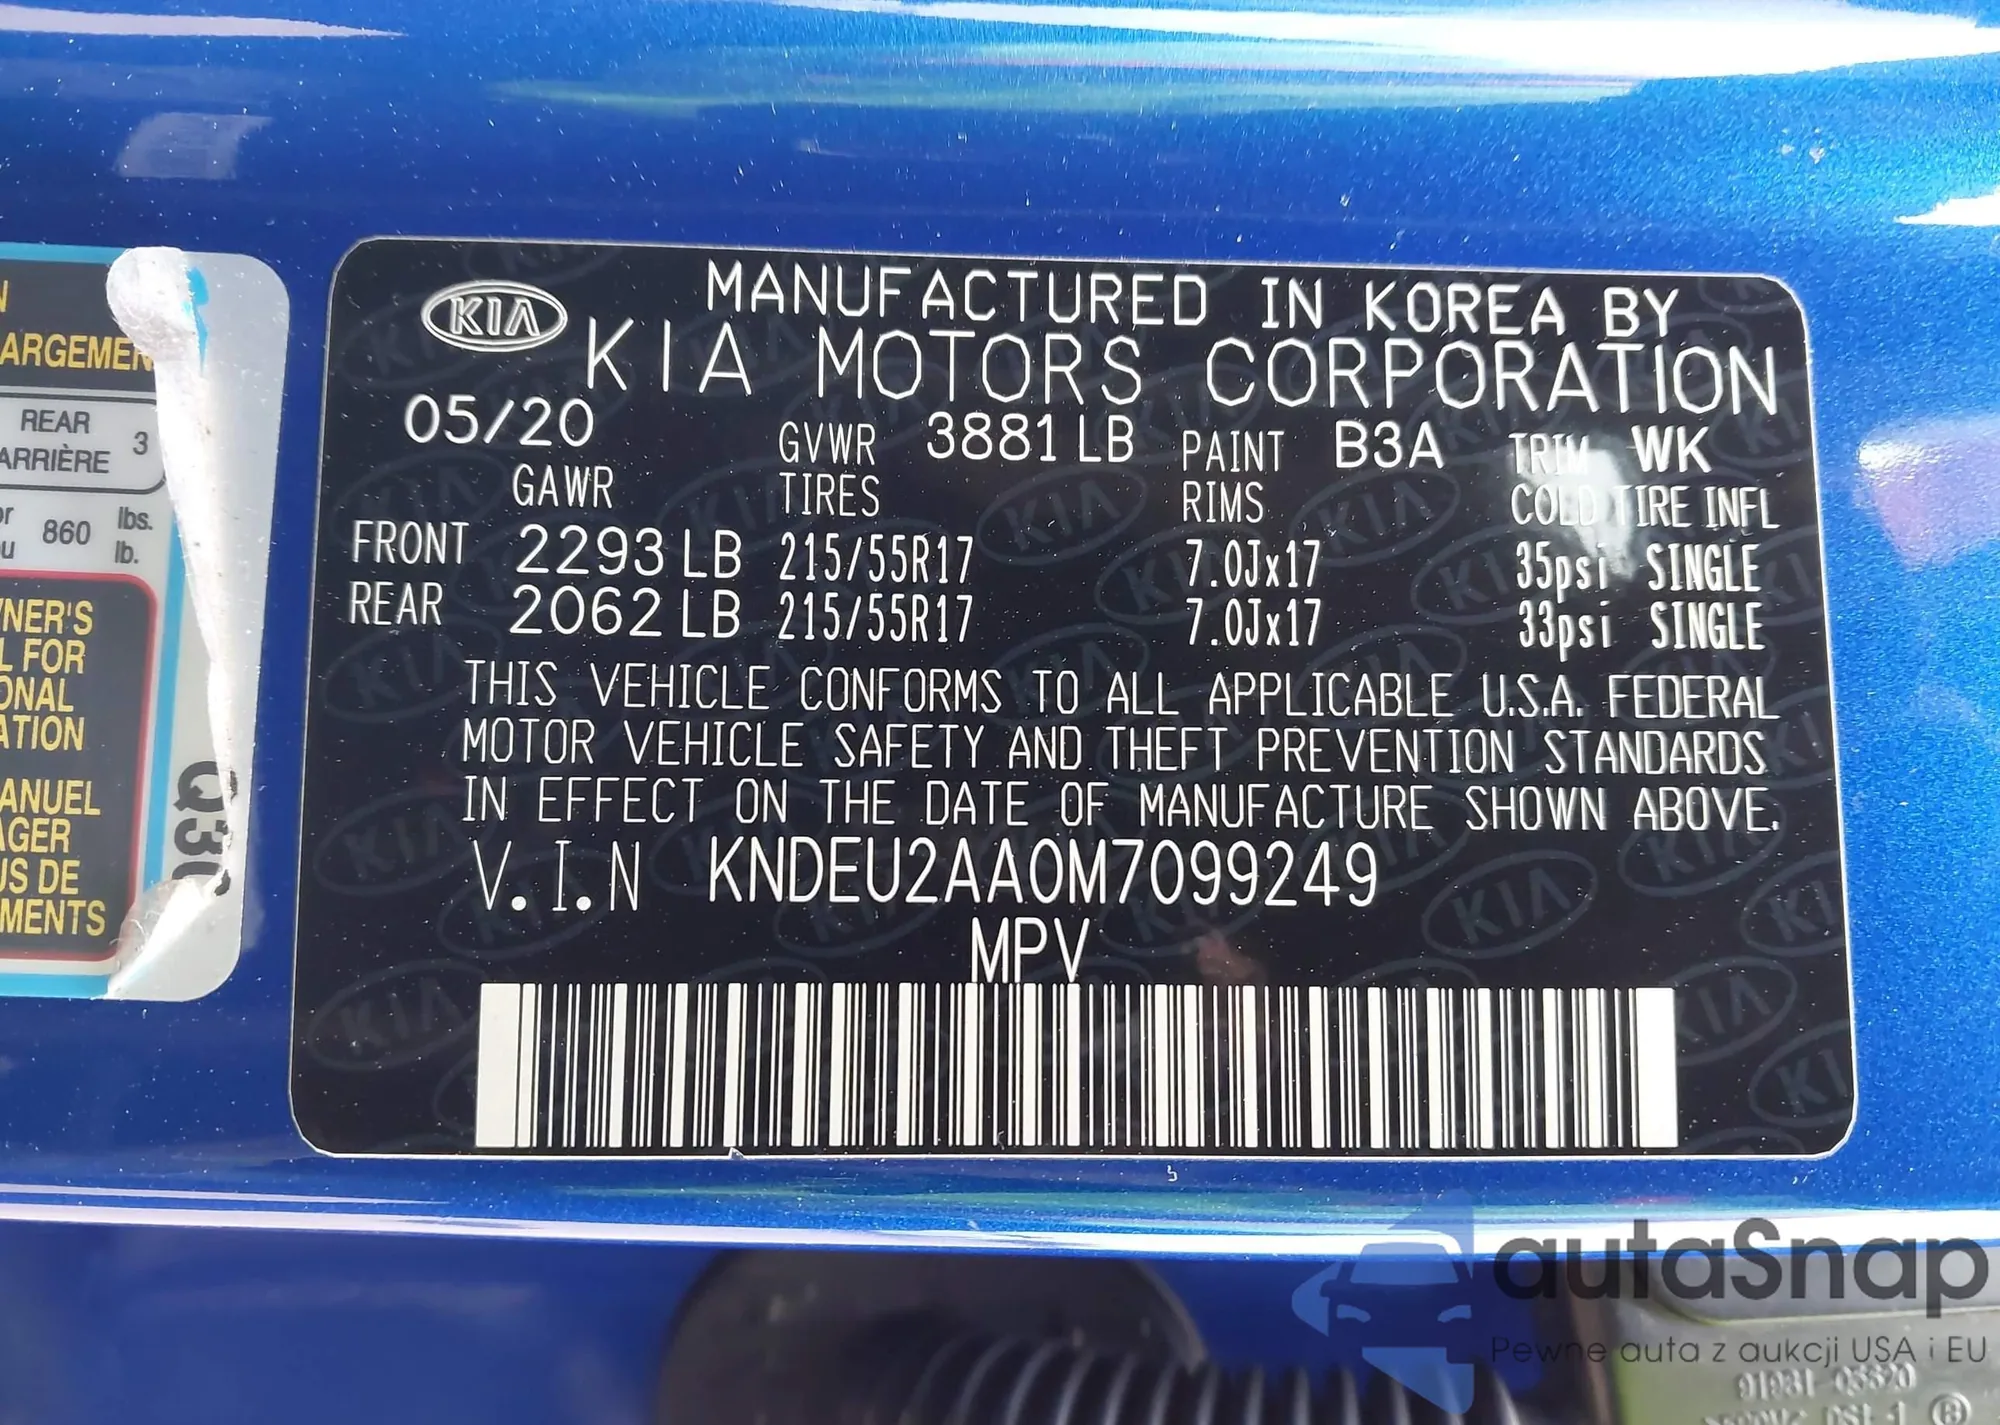 KIA
MANUFACTURED IN KOREA BY
KIA MOTORS CORPORATION
05/20 GVWR 3881 LB PAINT B3A TRIM WK
GAWR TIRES RIMS COLD TIRE INFL
FRONT 2293 LB 215/55R17 7.0Jx17 35psi SINGLE
REAR 2062 LB 215/55R17 7.0Jx17 33psi SINGLE
THIS VEHICLE CONFORMS TO ALL APPLICABLE U.S.A. FEDERAL
MOTOR VEHICLE SAFETY AND THEFT PREVENTION STANDARDS
IN EFFECT ON THE DATE OF MANUFACTURE SHOWN ABOVE.
V.I.N KNDEU2AA0M7099249
MPV
REAR 3
ARRIÈRE
860 lbs.
lb.
NER'S
FOR
ONAL
ATION
ANUEL
AGER
US DE
MENTS
autaSnap
Pewne auta z aukcji USA i EU